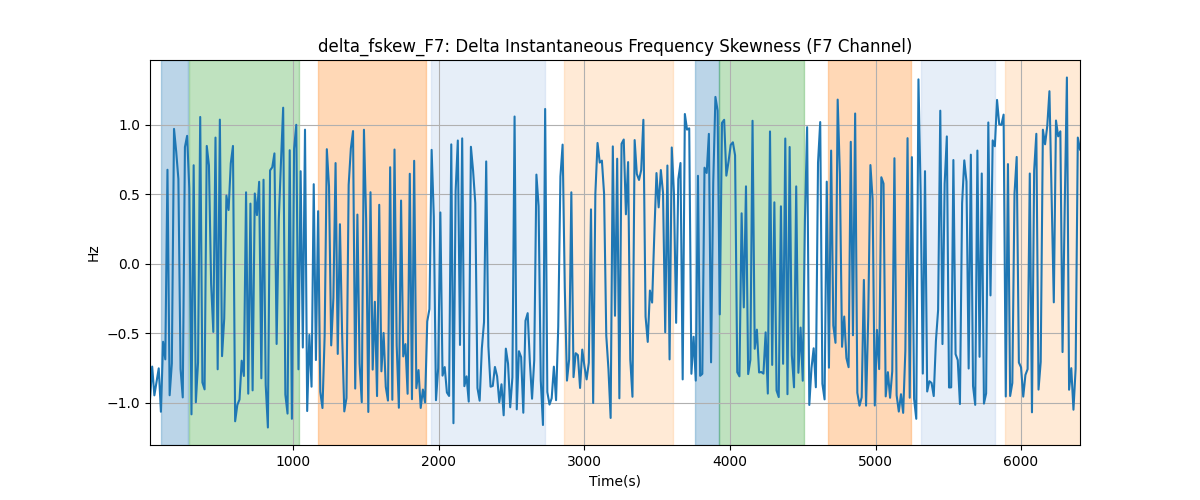 delta_fskew_F7: Delta Instantaneous Frequency Skewness (F7 Channel)
1.0
0.5
0.0
−0.5
−1.0
Hz
1000 2000 3000 4000 5000 6000
Time(s)